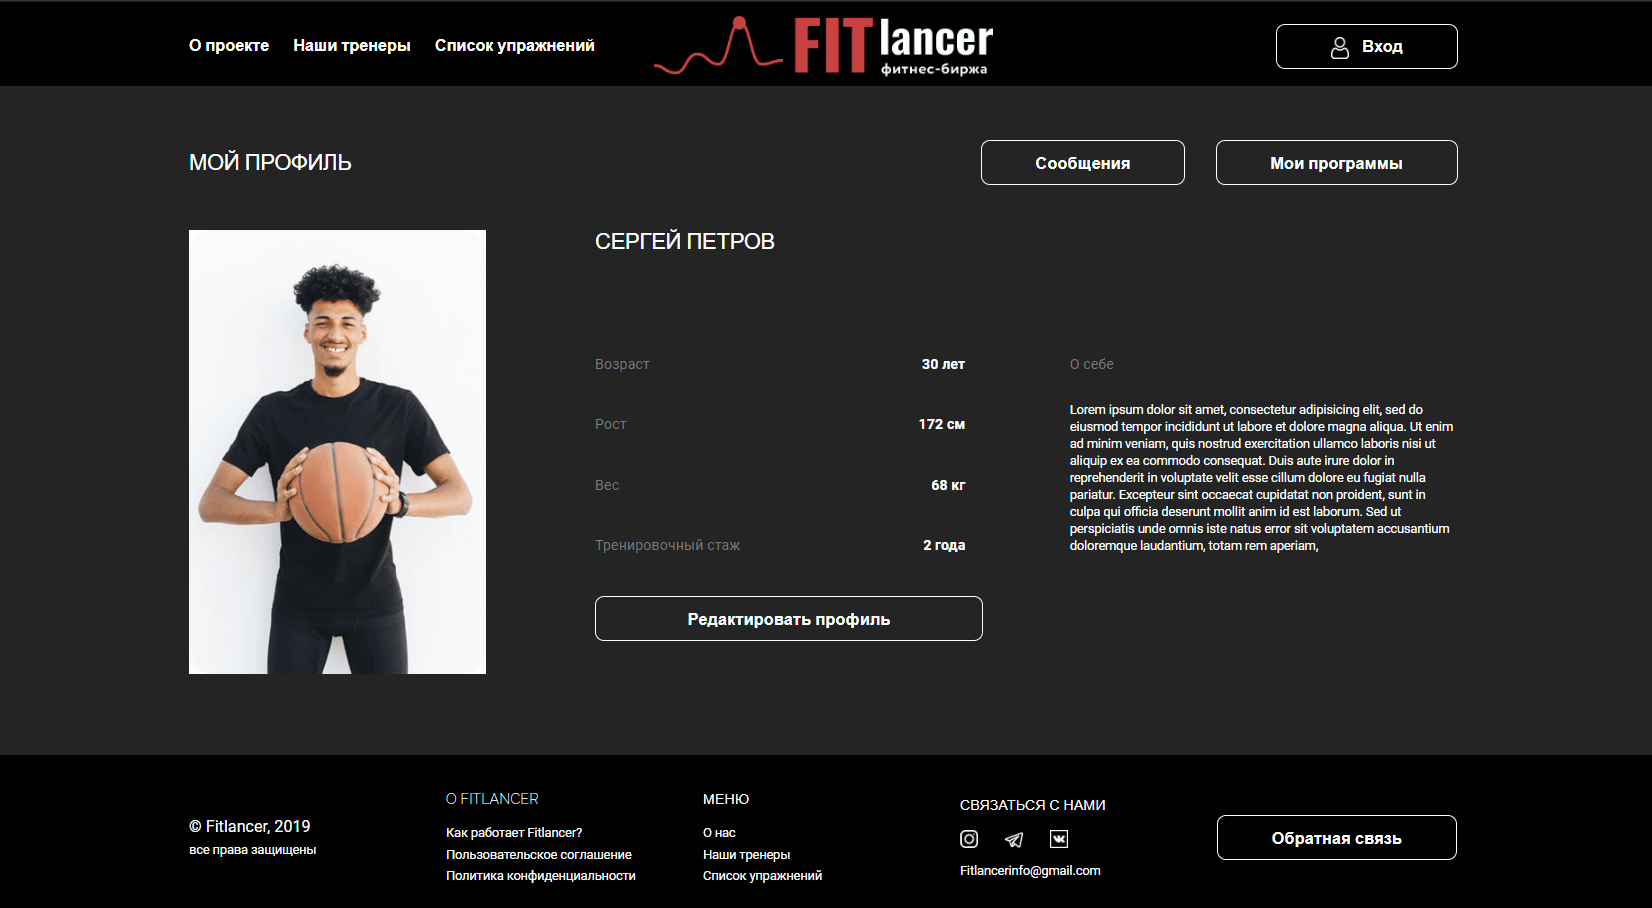 О проекте
Наши тренеры
Список упражнений
FITlancer
фитнес-биржа
Вход
МОЙ ПРОФИЛЬ
Сообщения
Мои программы
СЕРГЕЙ ПЕТРОВ
Возраст
30 лет
Рост
172 см
Вес
68 кг
Тренировочный стаж
2 года
Редактировать профиль
О себе
Lorem ipsum dolor sit amet, consectetur adipisicing elit, sed do
eiusmod tempor incididunt ut labore et dolore magna aliqua. Ut enim
ad minim veniam, quis nostrud exercitation ullamco laboris nisi ut
aliquip ex ea commodo consequat. Duis aute irure dolor in
reprehenderit in voluptate velit esse cillum dolore eu fugiat nulla
pariatur. Excepteur sint occaecat cupidatat non proident, sunt in
culpa qui officia deserunt mollit anim id est laborum. Sed ut
perspiciatis unde omnis iste natus error sit voluptatem accusantium
doloremque laudantium, totam rem aperiam,
© Fitlancer, 2019
все права защищены
О FITLANCER
Как работает Fitlancer?
Пользовательское соглашение
Политика конфиденциальности
МЕНЮ
О нас
Наши тренеры
Список упражнений
СВЯЗАТЬСЯ С НАМИ
Fitlancerinfo@gmail.com
Обратная связь